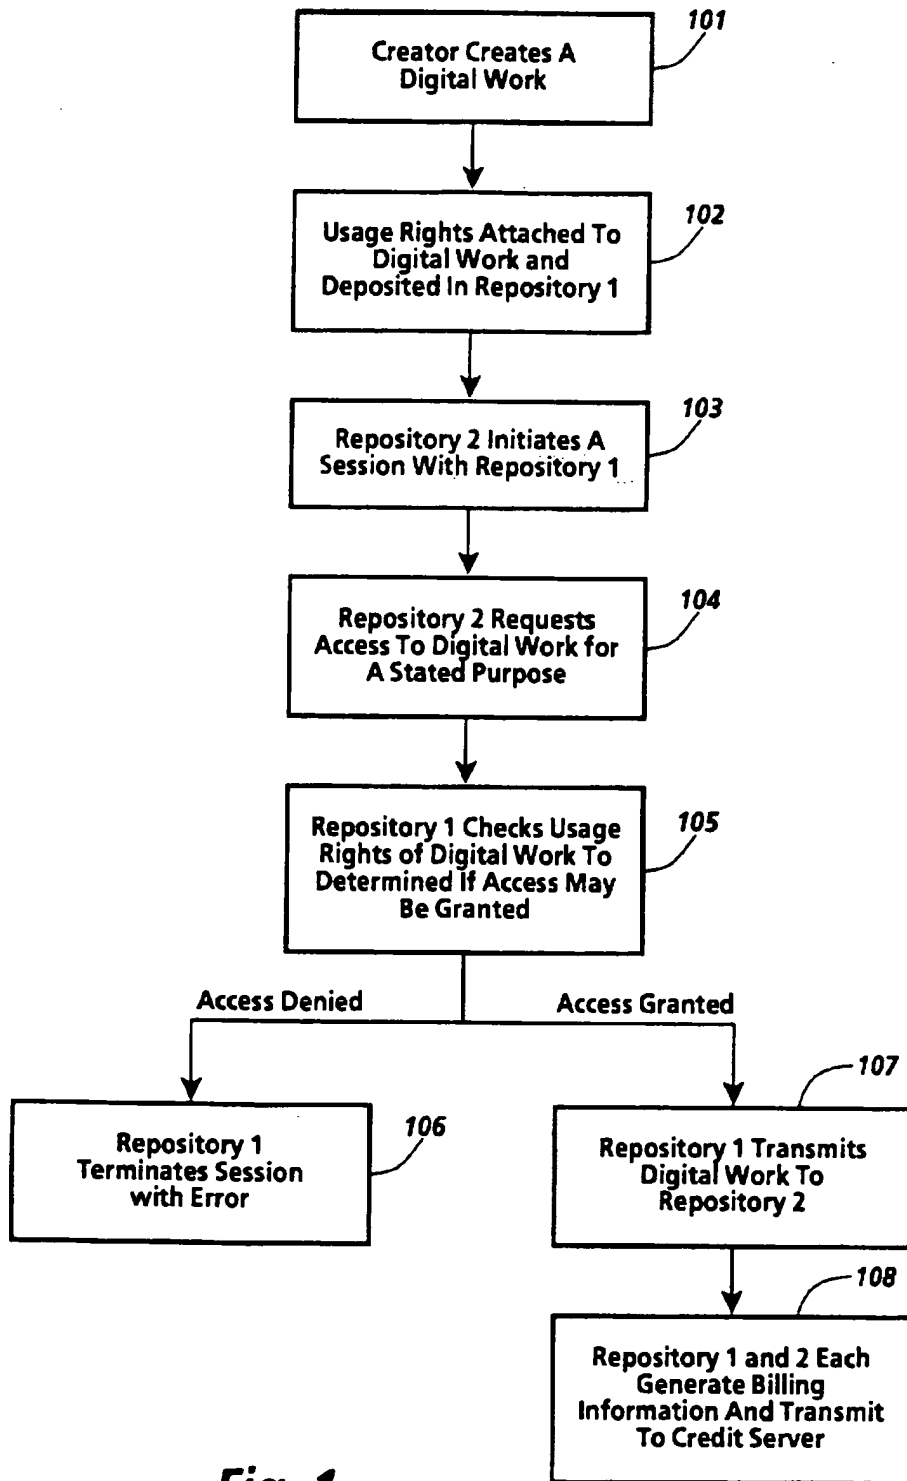 101
Creator Creates A
Digital Work
102
Usage Rights Attached To
Digital Work and
Deposited In Repository 1
103
Repository 2 Initiates A
Session With Repository 1
104
Repository 2 Requests
Access To Digital Work for
A Stated Purpose
105
Repository 1 Checks Usage
Rights of Digital Work To
Determined If Access May
Be Granted
Access Denied
Access Granted
106
Repository 1
Terminates Session
with Error
107
Repository 1 Transmits
Digital Work To
Repository 2
108
Repository 1 and 2 Each
Generate Billing
Information And Transmit
To Credit Server
Fig. 1